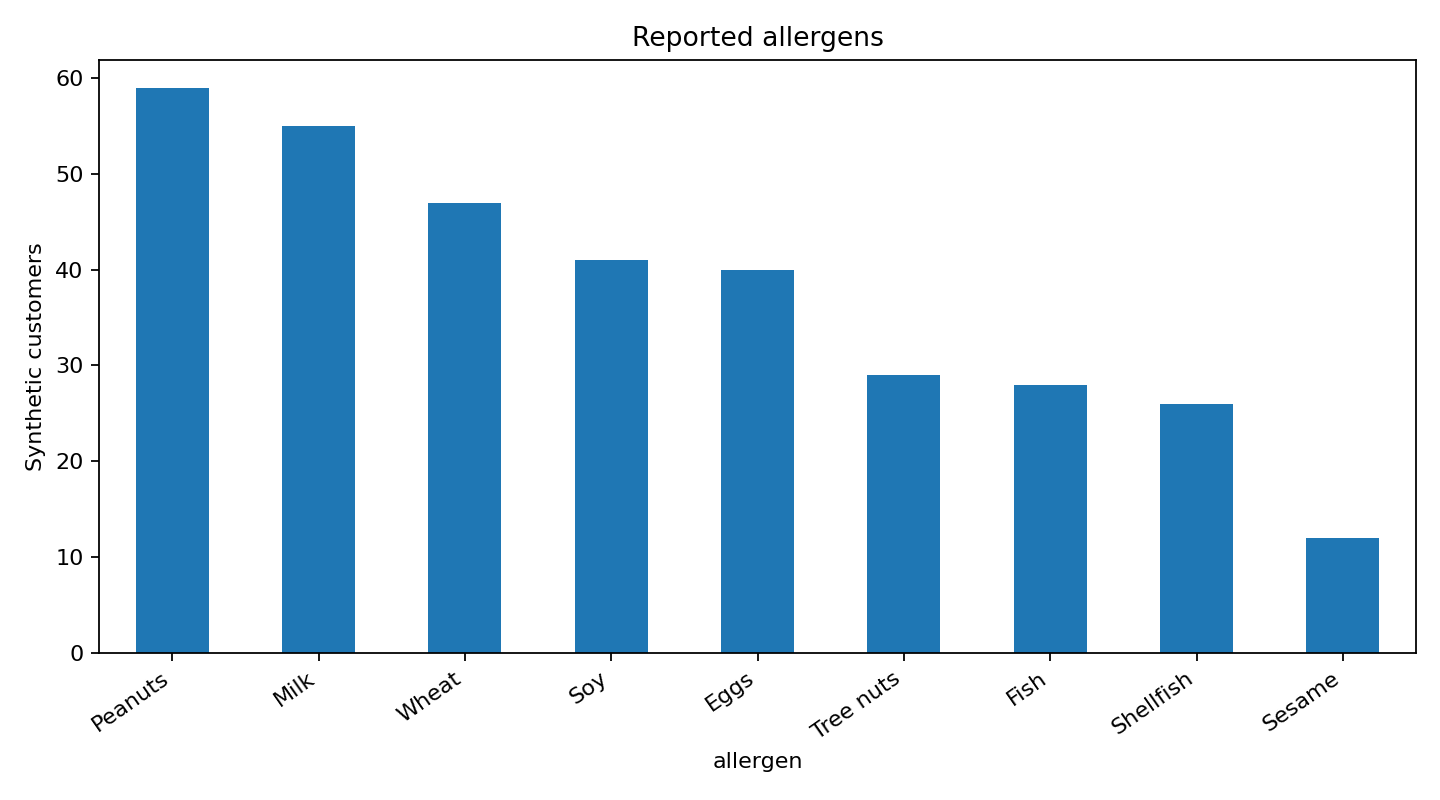 Reported allergens
Synthetic customers
60
50
40
30
20
10
0
Peanuts
Milk
Wheat
Soy
Eggs
Tree nuts
Fish
Shellfish
Sesame
allergen